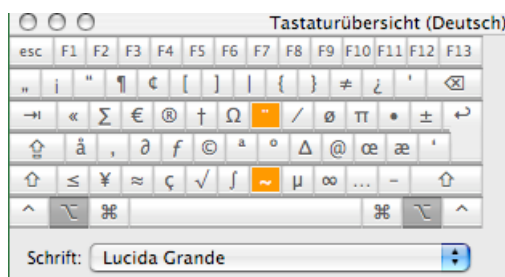 Tastaturübersicht (Deutsch)
esc F1 F2 F3 F4 F5 F6 F7 F8 F9 F10 F11 F12 F13
„ ¡ “ ¶ ¢ [ ] | { } ≠ ¿ ' ⌫
⇥ « ∑ € ® † Ω ¨ / ø π • ± ↩
⇪ å ‚ ∂ ƒ © ª º ∆ @ œ æ ‘
⇧ ≤ ¥ ≈ ç √ ∫ ~ µ ∞ … – ⇧
^ ⌥ ⌘ ⌘ ⌥ ^
Schrift: Lucida Grande